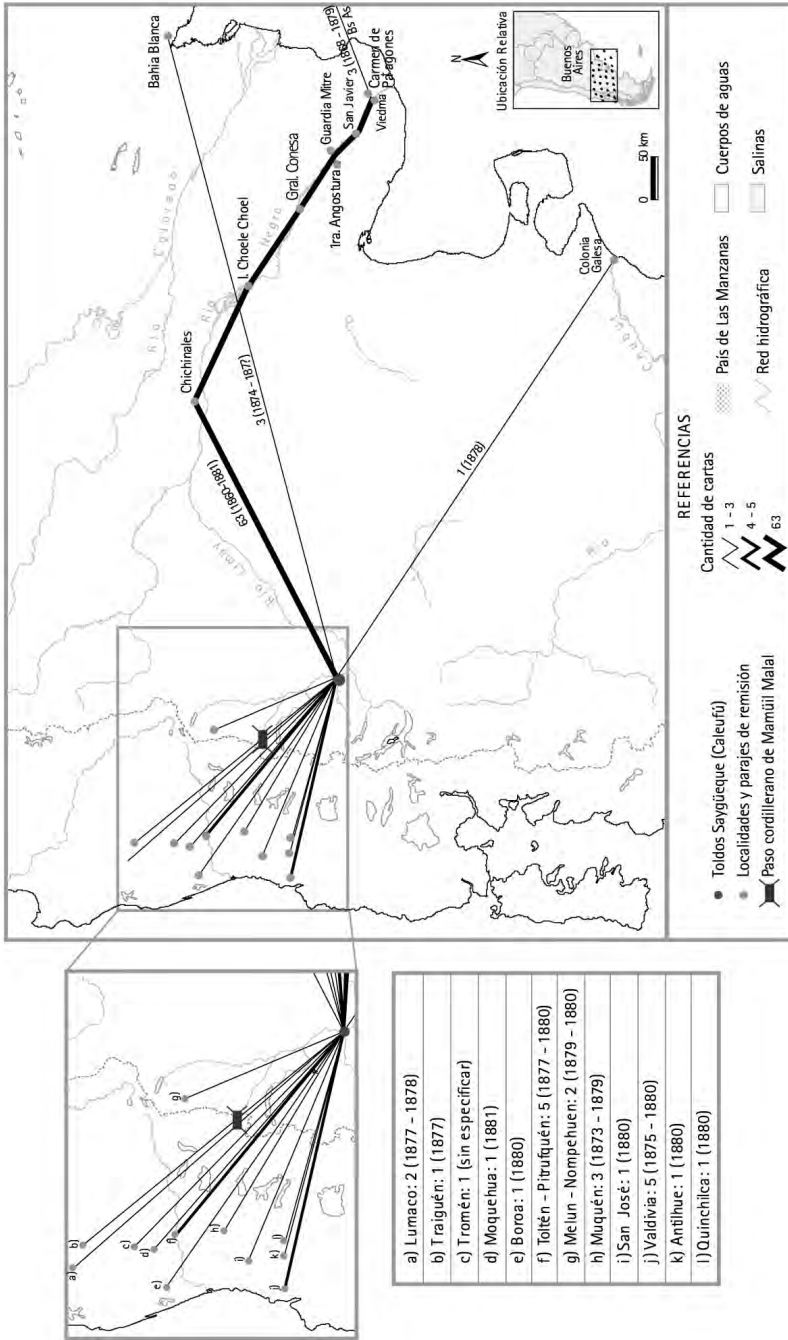 a)
b)
c)
d)
e)
f)
g)
h)
i)
k)
a) Lumaco: 2 (1877 - 1878)
b) Traiguén: 1 (1877)
c) Tromén: 1 (sin especificar)
d) Moquehua: 1 (1881)
e) Boroa: 1 (1880)
f) Toltén - Pitrufquén: 5 (1877 - 1880)
g) Melun - Nompehuen: 2 (1879 - 1880)
h) Muquén: 3 (1873 - 1879)
i) San José: 1 (1880)
j) Valdivia: 5 (1875 - 1880)
k) Antilhue: 1 (1880)
l) Quinchilca: 1 (1880)
Bahia Blanca
Río Colorado
3 (1868 - 1879)
Bs As
Carmen de
Patagones
Viedma
San Javier
Guardia Mitre
1ra. Angostura
Gral. Conesa
I. Choele Choel
Río Negro
Chichinales
63 (1860-1881)
3 (1874 - 187?)
Río Limay
1 (1878)
Colonia
Galesa
Chubut
Río
N
0 50 km
Ubicación Relativa
Buenos
Aires
REFERENCIAS
Toldos Saygüeque (Caleufú)
Localidades y parajes de remisión
Paso cordillerano de Mamüil Malal
Cantidad de cartas
1 - 3
4 - 5
63
País de Las Manzanas
Red hidrográfica
Cuerpos de aguas
Salinas